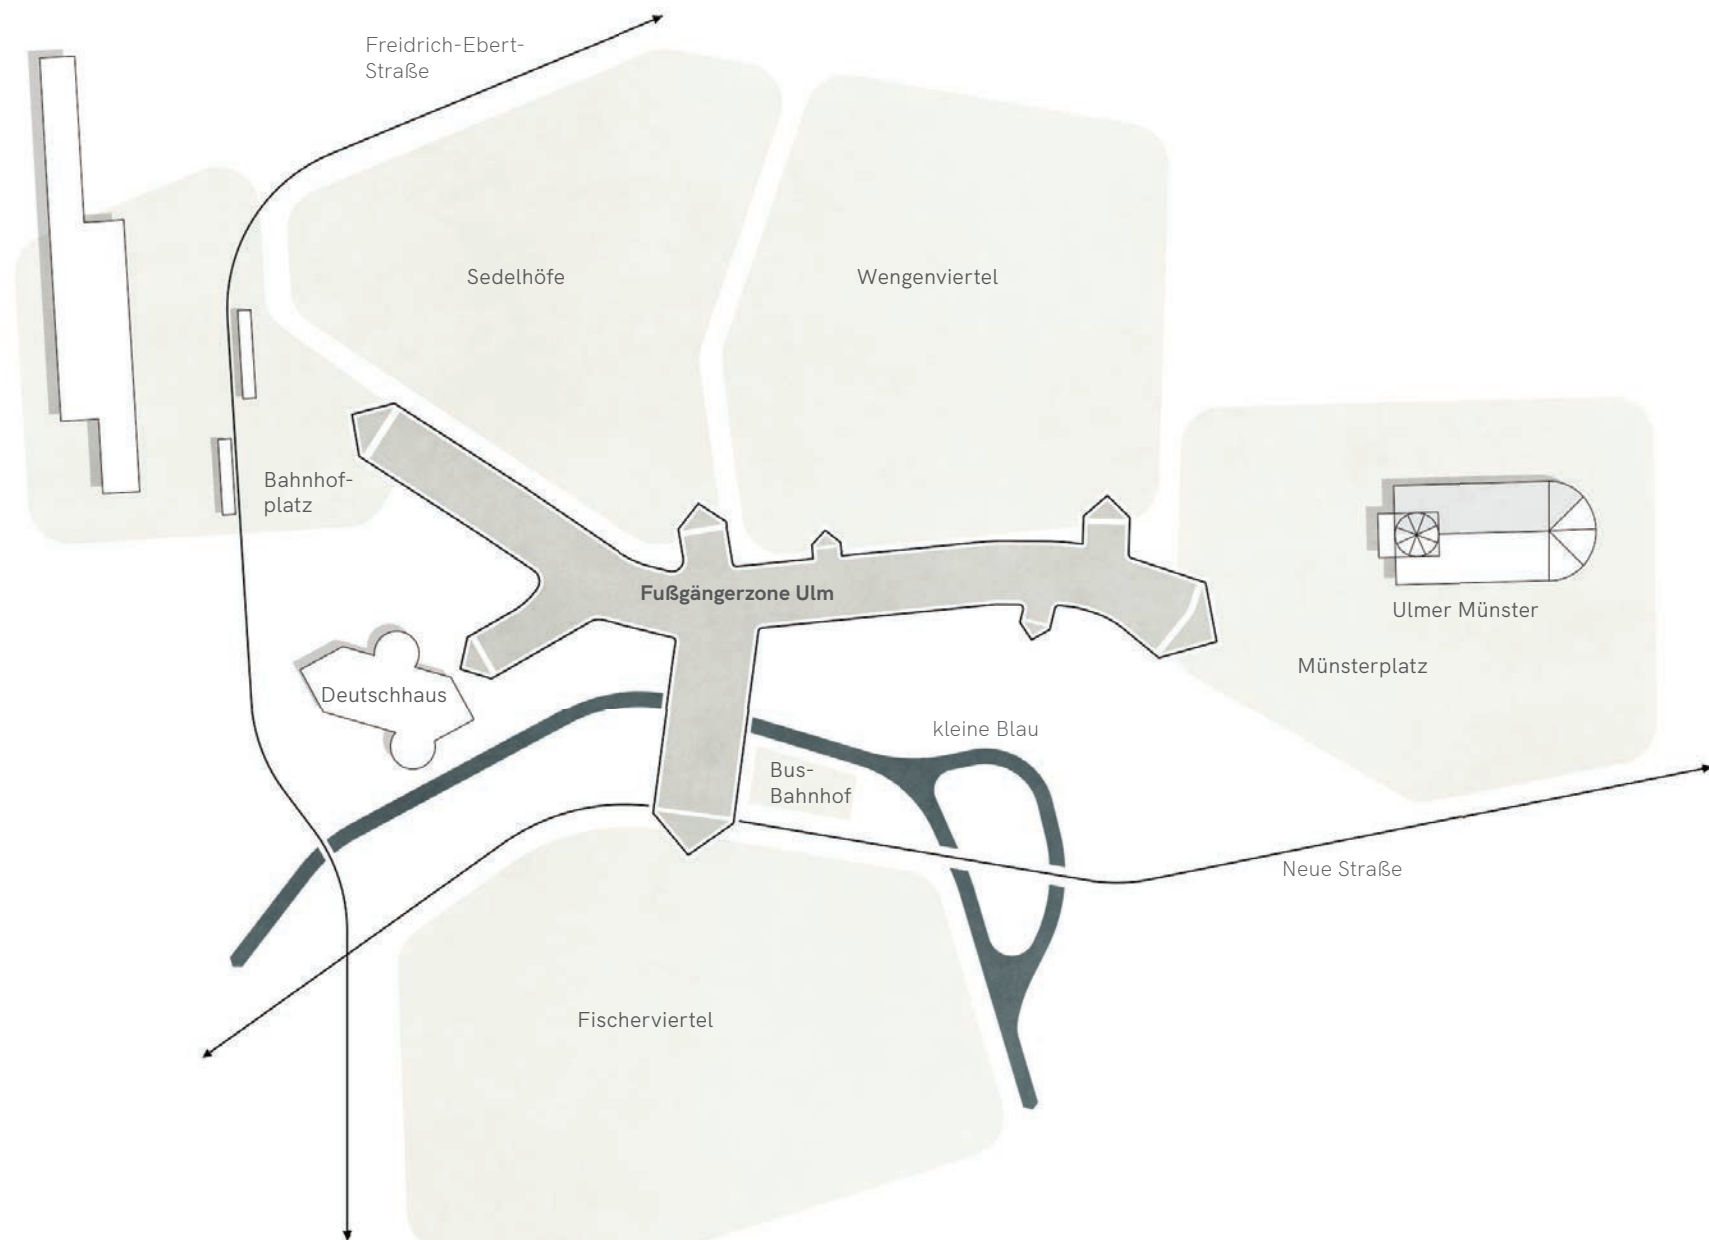 Freidrich-Ebert-
Straße
Sedelhöfe
Wengenviertel
Bahnhof-
platz
Fußgängerzone Ulm
Ulmer Münster
Münsterplatz
Deutschhaus
kleine Blau
Bus-
Bahnhof
Neue Straße
Fischerviertel